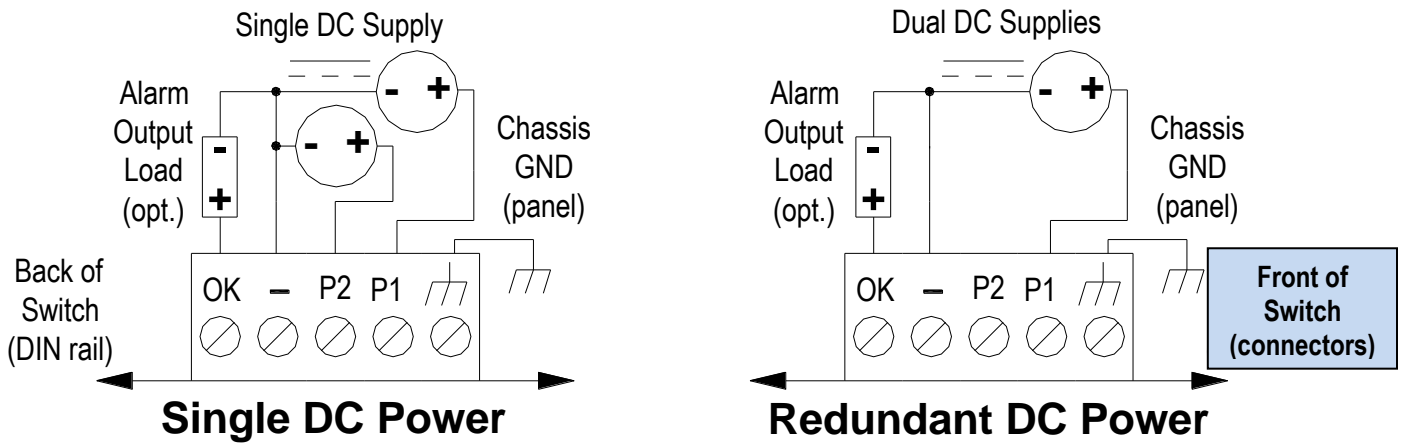 Single DC Supply
- +
- +
Alarm
Output
Load
(opt.)
-
+
Chassis
GND
(panel)
Back of
Switch
(DIN rail)
OK – P2 P1
Single DC Power
Dual DC Supplies
- +
Alarm
Output
Load
(opt.)
-
+
Chassis
GND
(panel)
OK – P2 P1
Front of
Switch
(connectors)
Redundant DC Power